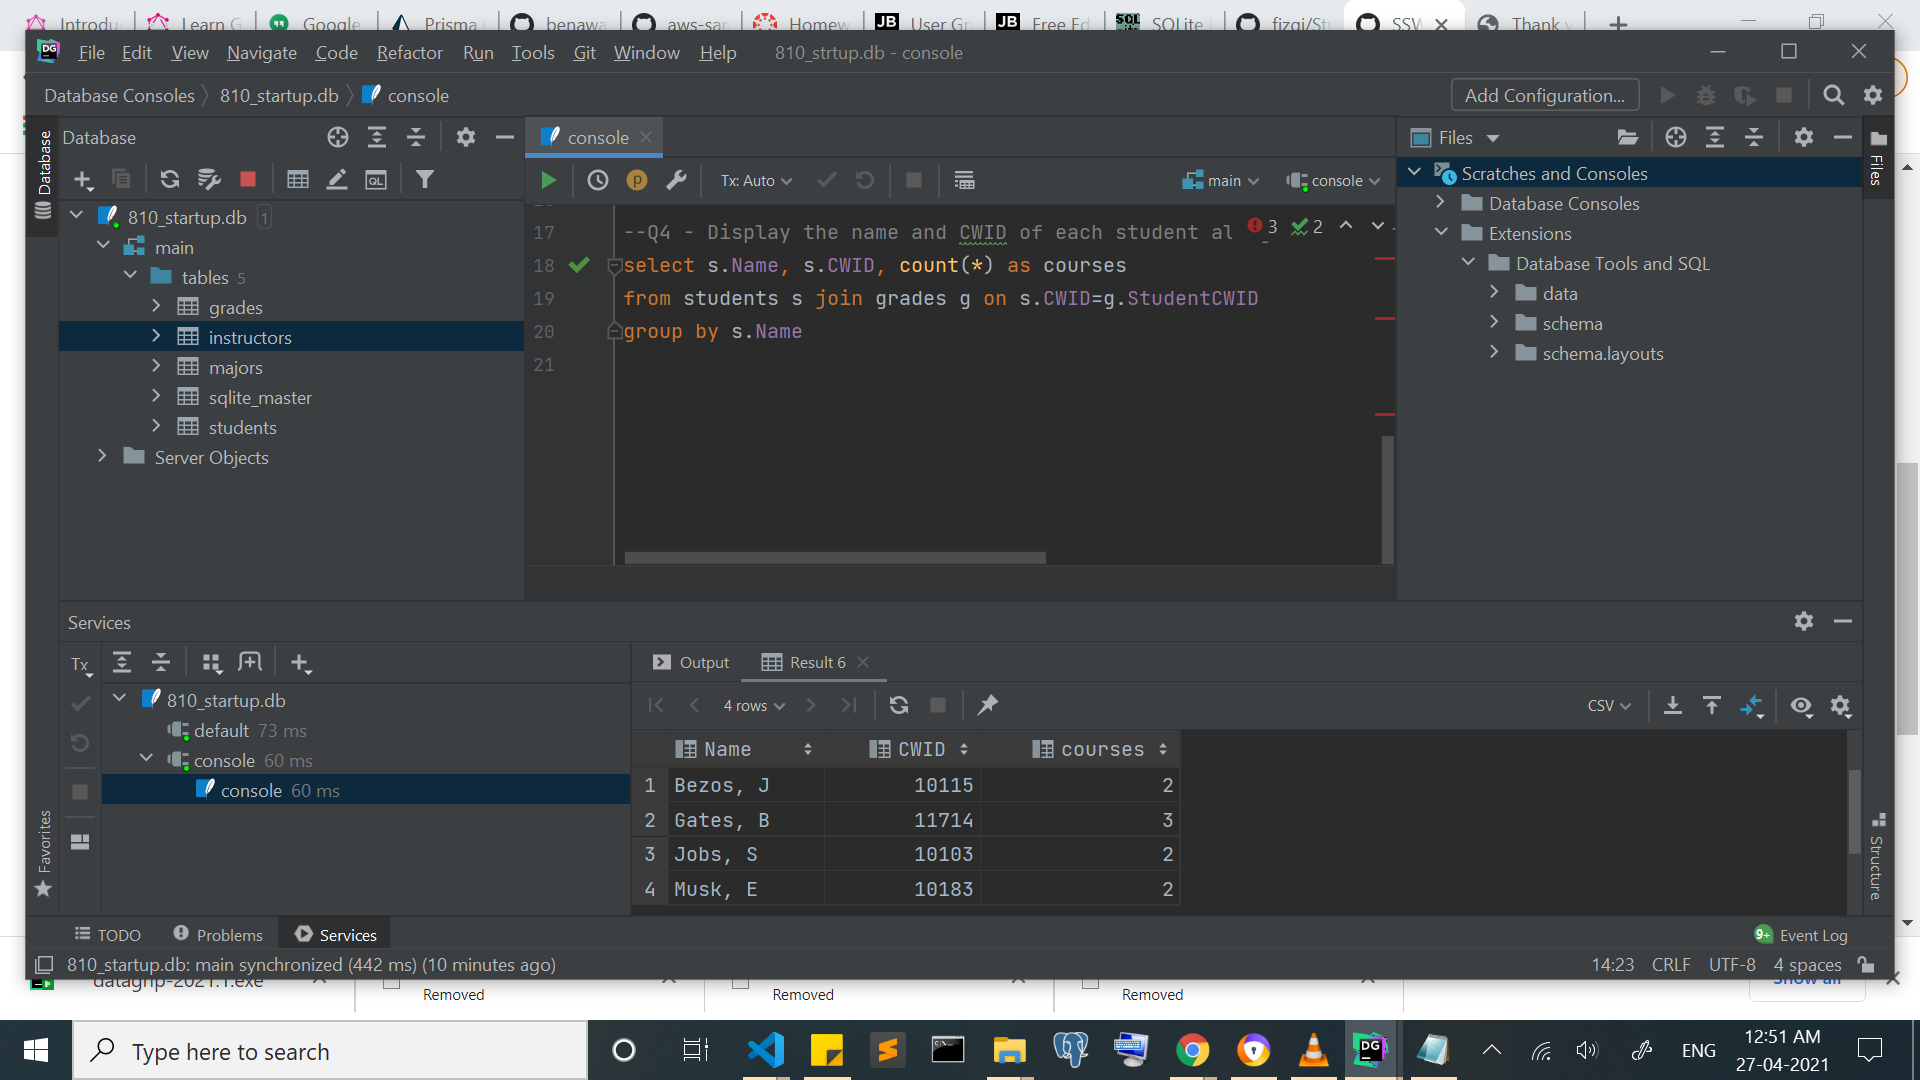 Introdu
Learn G
Google
Prisma
benawa
aws-sam
Homew
JB User Gr
JB Free Ed
SQLite
fizqi/St
SSW
Thank y
DG File Edit View Navigate Code Refactor Run Tools Git Window Help 810_strtup.db - console
Database Consoles 810_startup.db console
Add Configuration...
Database
Database
console
Files
Files
Tx: Auto
main
console
810_startup.db 1
main
tables 5
grades
instructors
majors
sqlite_master
students
Server Objects
17 --Q4 - Display the name and CWID of each student al
3 2
18 select s.Name, s.CWID, count(*) as courses
19 from students s join grades g on s.CWID=g.StudentCWID
20 group by s.Name
21
Scratches and Consoles
Database Consoles
Extensions
Database Tools and SQL
data
schema
schema.layouts
Services
Tx
810_startup.db
default 73 ms
console 60 ms
console 60 ms
Output
Result 6
4 rows
CSV
Name CWID courses
1 Bezos, J 10115 2
2 Gates, B 11714 3
3 Jobs, S 10103 2
4 Musk, E 10183 2
Favorites
Structure
TODO
Problems
Services
9+ Event Log
810_startup.db: main synchronized (442 ms) (10 minutes ago)
14:23 CRLF UTF-8 4 spaces
datagrip-2021.1.exe
Removed
Removed
Removed
Show all
Type here to search
DG
ENG
12:51 AM
27-04-2021